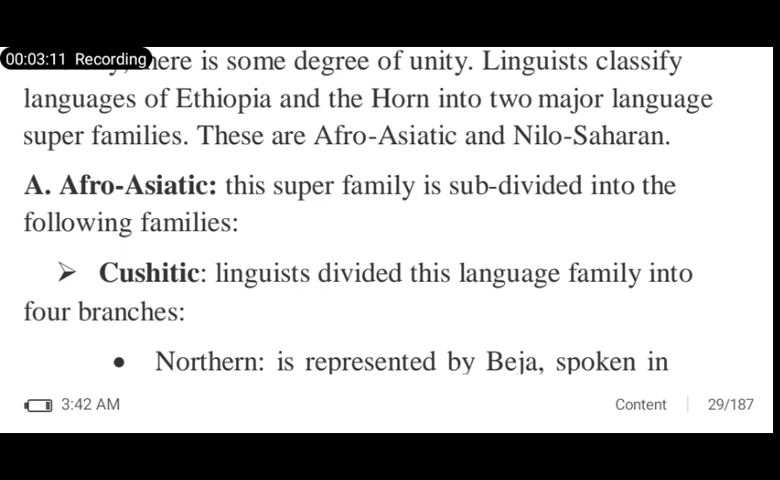 00:03:11 Recording
here is some degree of unity. Linguists classify
languages of Ethiopia and the Horn into two major language
super families. These are Afro-Asiatic and Nilo-Saharan.
A. Afro-Asiatic: this super family is sub-divided into the
following families:
➢ Cushitic: linguists divided this language family into
four branches:
• Northern: is represented by Beja, spoken in
3:42 AM
Content
29/187